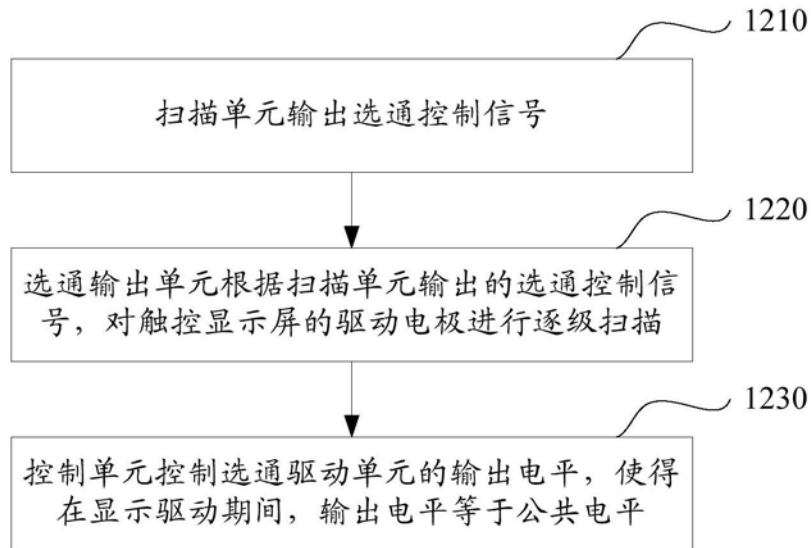 1210
扫描单元输出选通控制信号
1220
选通输出单元根据扫描单元输出的选通控制信
号，对触控显示屏的驱动电极进行逐级扫描
1230
控制单元控制选通驱动单元的输出电平，使得
在显示驱动期间，输出电平等于公共电平